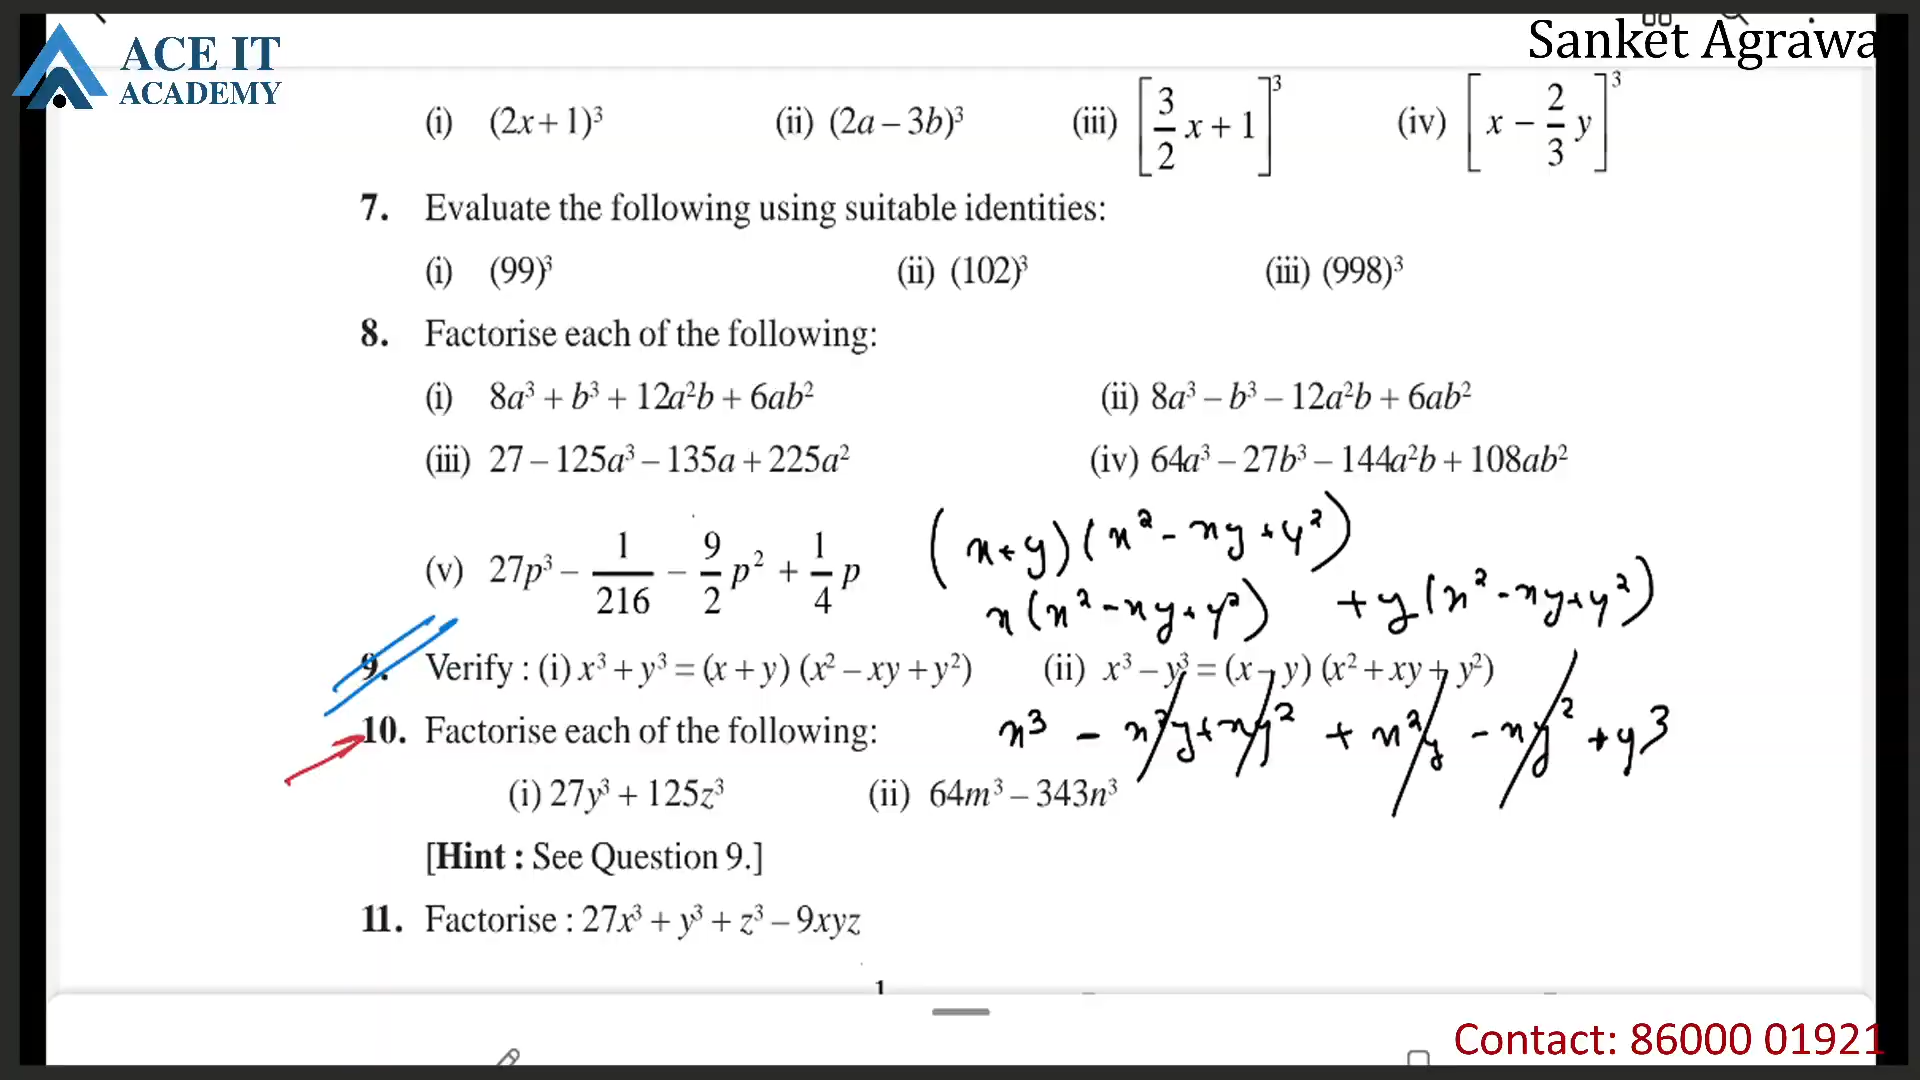 ACE IT
ACADEMY
Sanket Agrawa
(i) (2x + 1)³ (ii) (2a – 3b)³ (iii) [3/2 x + 1]³ (iv) [x – 2/3 y]³
7. Evaluate the following using suitable identities:
(i) (99)³ (ii) (102)³ (iii) (998)³
8. Factorise each of the following:
(i) 8a³ + b³ + 12a²b + 6ab² (ii) 8a³ – b³ – 12a²b + 6ab²
(iii) 27 – 125a³ – 135a + 225a² (iv) 64a³ – 27b³ – 144a²b + 108ab²
(x+y)(x² - xy + y²)
(v) 27p³ – 1/216 – 9/2 p² + 1/4 p
x(x² - xy + y²) + y(x² - xy + y²)
9. Verify : (i) x³ + y³ = (x + y) (x² – xy + y²) (ii) x³ – y³ = (x – y) (x² + xy + y²)
10. Factorise each of the following:
x³ - x²y + xy² + x²y - xy² + y³
(i) 27y³ + 125z³ (ii) 64m³ – 343n³
[Hint : See Question 9.]
11. Factorise : 27x³ + y³ + z³ – 9xyz
1
Contact: 86000 01921